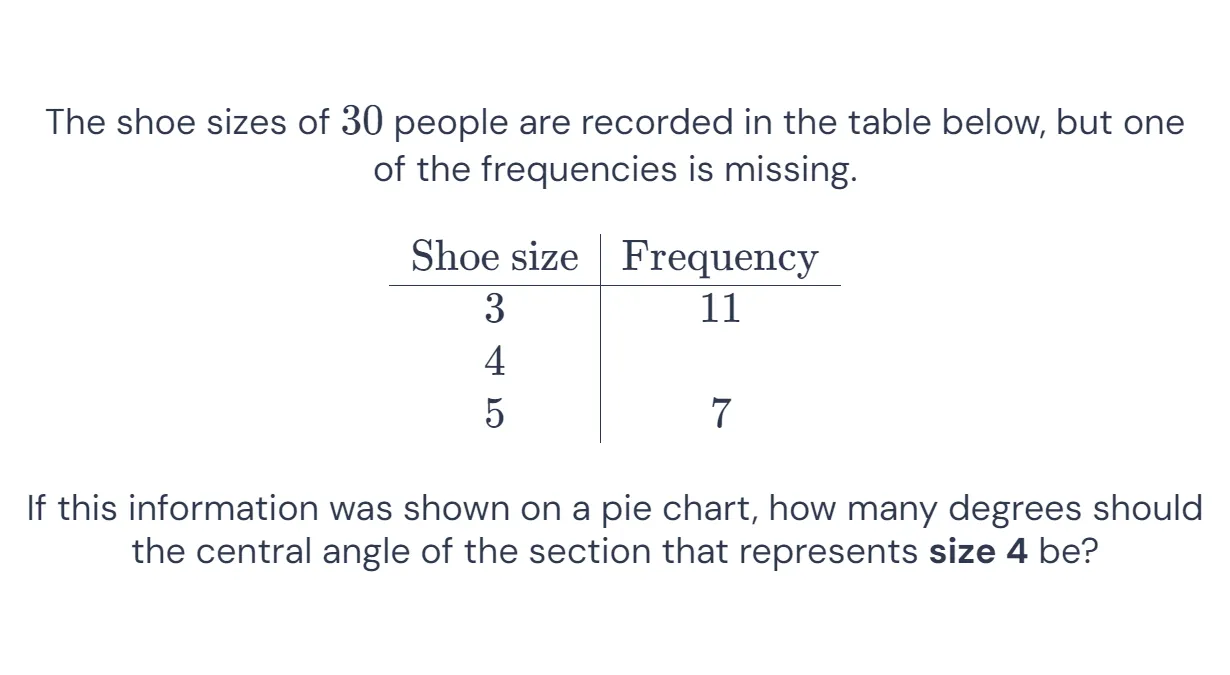 The shoe sizes of 30 people are recorded in the table below, but one
of the frequencies is missing.
Shoe size Frequency
3 11
4
5 7
If this information was shown on a pie chart, how many degrees should
the central angle of the section that represents size 4 be?